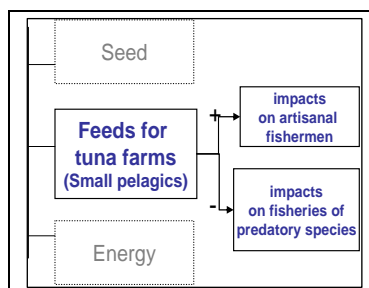 Seed
Feeds for
tuna farms
(Small pelagics)
Energy
+
impacts
on artisanal
fishermen
-
impacts
on fisheries of
predatory species